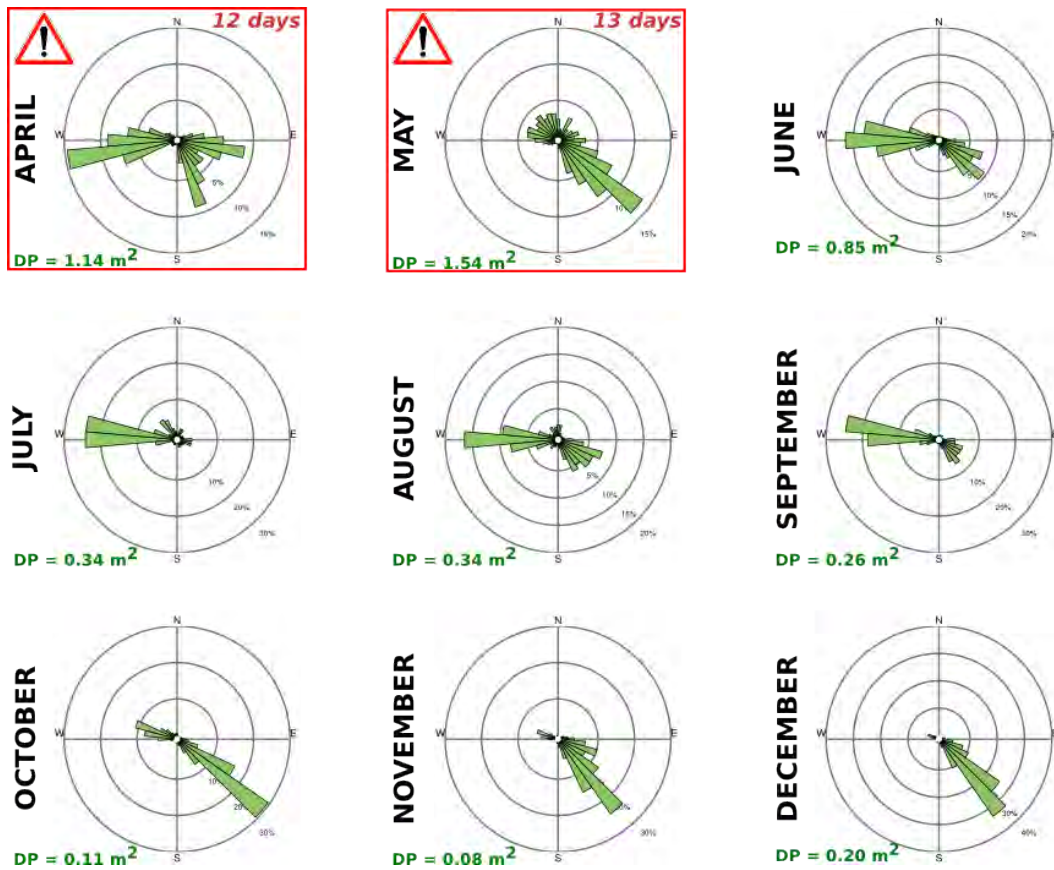 APRIL
12 days
!
N
W
E
S
5%
10%
15%
DP = 1.14 m²
MAY
13 days
!
N
W
E
S
10
15%
DP = 1.54 m²
JUNE
N
W
E
S
10%
15%
20%
DP = 0.85 m²
JULY
N
W
E
S
10%
20%
30%
DP = 0.34 m²
AUGUST
N
W
E
S
5%
10%
15%
20%
DP = 0.34 m²
SEPTEMBER
N
W
E
S
10%
20%
30%
DP = 0.26 m²
OCTOBER
N
W
E
S
10
20
30%
DP = 0.11 m²
NOVEMBER
N
W
E
S
30%
DP = 0.08 m²
DECEMBER
N
W
S
30%
40%
DP = 0.20 m²